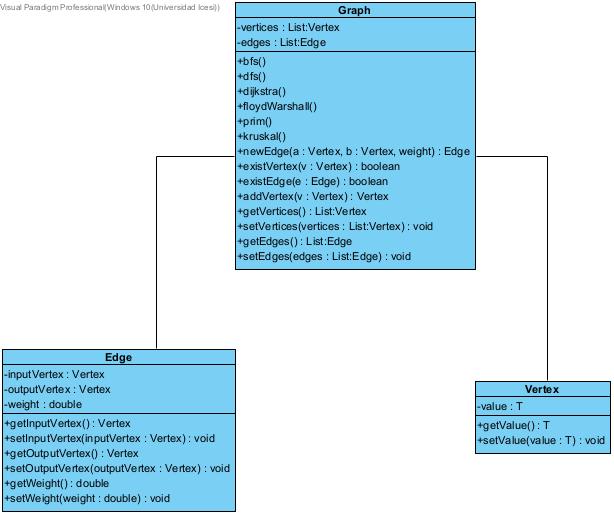 Visual Paradigm Professional(Windows 10(Universidad Icesi))
Graph
-vertices : List:Vertex
-edges : List:Edge
+bfs()
+dfs()
+dijkstra()
+floydWarshall()
+prim()
+kruskal()
+newEdge(a : Vertex, b : Vertex, weight) : Edge
+existVertex(v : Vertex) : boolean
+existEdge(e : Edge) : boolean
+addVertex(v : Vertex) : Vertex
+getVertices() : List:Vertex
+setVertices(vertices : List:Vertex) : void
+getEdges() : List:Edge
+setEdges(edges : List:Edge) : void
Edge
-inputVertex : Vertex
-outputVertex : Vertex
-weight : double
+getInputVertex() : Vertex
+setInputVertex(inputVertex : Vertex) : void
+getOutputVertex() : Vertex
+setOutputVertex(outputVertex : Vertex) : void
+getWeight() : double
+setWeight(weight : double) : void
Vertex
-value : T
+getValue() : T
+setValue(value : T) : void